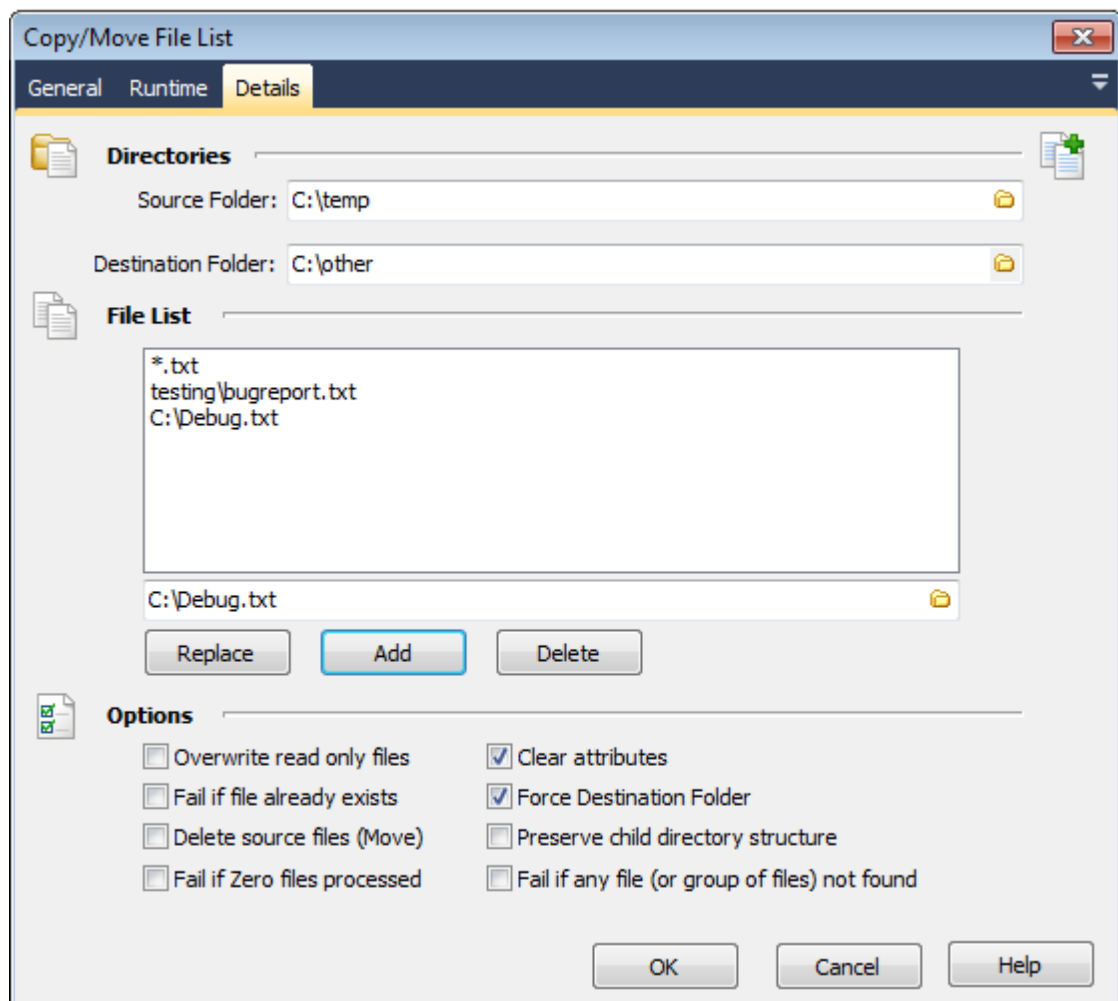 Copy/Move File List
General Runtime Details
Directories
Source Folder: C:\temp
Destination Folder: C:\other
File List
*.txt
testing\bugreport.txt
C:\Debug.txt
C:\Debug.txt
Replace Add Delete
Options
Overwrite read only files Clear attributes
Fail if file already exists Force Destination Folder
Delete source files (Move) Preserve child directory structure
Fail if Zero files processed Fail if any file (or group of files) not found
OK Cancel Help